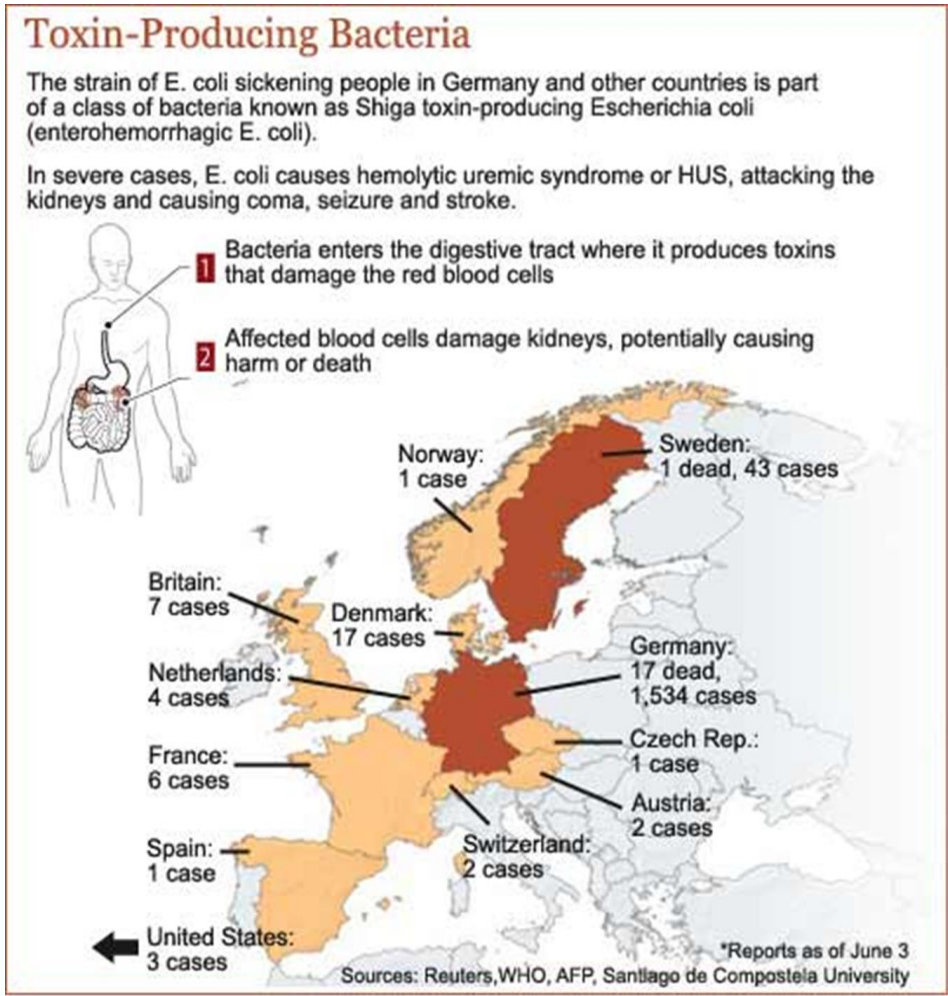 Toxin-Producing Bacteria
The strain of E. coli sickening people in Germany and other countries is part
of a class of bacteria known as Shiga toxin-producing Escherichia coli
(enterohemorrhagic E. coli).
In severe cases, E. coli causes hemolytic uremic syndrome or HUS, attacking the
kidneys and causing coma, seizure and stroke.
1
Bacteria enters the digestive tract where it produces toxins
that damage the red blood cells
2
Affected blood cells damage kidneys, potentially causing
harm or death
Norway:
1 case
Sweden:
1 dead, 43 cases
Britain:
7 cases
Denmark:
17 cases
Germany:
17 dead,
1,534 cases
Netherlands:
4 cases
Czech Rep.:
1 case
France:
6 cases
Austria:
2 cases
Switzerland:
2 cases
Spain:
1 case
United States:
3 cases
*Reports as of June 3
Sources: Reuters,WHO, AFP, Santiago de Compostela University